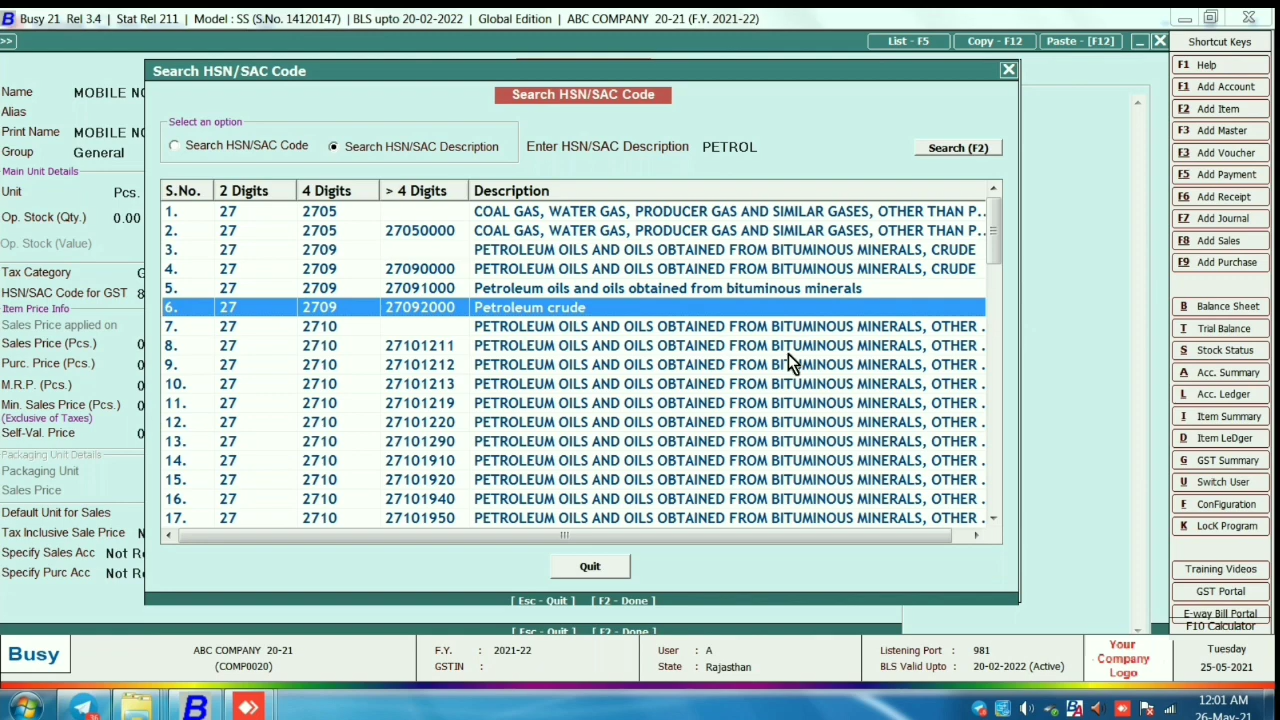 B Busy 21 Rel 3.4 | Stat Rel 211 | Model : SS (S.No. 14120147) | BLS upto 20-02-2022 | Global Edition | ABC COMPANY 20-21 (F.Y. 2021-22)
>> List - F5 Copy - F12 Paste - [F12] Shortcut Keys
Search HSN/SAC Code
Search HSN/SAC Code
Select an option
Search HSN/SAC Code Search HSN/SAC Description Enter HSN/SAC Description PETROL Search (F2)
S.No. 2 Digits 4 Digits > 4 Digits Description
1. 27 2705 COAL GAS, WATER GAS, PRODUCER GAS AND SIMILAR GASES, OTHER THAN P..
2. 27 2705 27050000 COAL GAS, WATER GAS, PRODUCER GAS AND SIMILAR GASES, OTHER THAN P..
3. 27 2709 PETROLEUM OILS AND OILS OBTAINED FROM BITUMINOUS MINERALS, CRUDE
4. 27 2709 27090000 PETROLEUM OILS AND OILS OBTAINED FROM BITUMINOUS MINERALS, CRUDE
5. 27 2709 27091000 Petroleum oils and oils obtained from bituminous minerals
6. 27 2709 27092000 Petroleum crude
7. 27 2710 PETROLEUM OILS AND OILS OBTAINED FROM BITUMINOUS MINERALS, OTHER .
8. 27 2710 27101211 PETROLEUM OILS AND OILS OBTAINED FROM BITUMINOUS MINERALS, OTHER .
9. 27 2710 27101212 PETROLEUM OILS AND OILS OBTAINED FROM BITUMINOUS MINERALS, OTHER .
10. 27 2710 27101213 PETROLEUM OILS AND OILS OBTAINED FROM BITUMINOUS MINERALS, OTHER .
11. 27 2710 27101219 PETROLEUM OILS AND OILS OBTAINED FROM BITUMINOUS MINERALS, OTHER .
12. 27 2710 27101220 PETROLEUM OILS AND OILS OBTAINED FROM BITUMINOUS MINERALS, OTHER .
13. 27 2710 27101290 PETROLEUM OILS AND OILS OBTAINED FROM BITUMINOUS MINERALS, OTHER .
14. 27 2710 27101910 PETROLEUM OILS AND OILS OBTAINED FROM BITUMINOUS MINERALS, OTHER .
15. 27 2710 27101920 PETROLEUM OILS AND OILS OBTAINED FROM BITUMINOUS MINERALS, OTHER .
16. 27 2710 27101940 PETROLEUM OILS AND OILS OBTAINED FROM BITUMINOUS MINERALS, OTHER .
17. 27 2710 27101950 PETROLEUM OILS AND OILS OBTAINED FROM BITUMINOUS MINERALS, OTHER .
Quit
[ Esc - Quit ] [ F2 - Done ]
[ Esc - Quit ] [ F2 - Done ]
Name MOBILE NO
Alias
Print Name MOBILE NO
Group General
Main Unit Details
Unit Pcs.
Op. Stock (Qty.) 0.00
Op. Stock (Value)
Tax Category G
HSN/SAC Code for GST 8
Item Price Info
Sales Price applied on
Sales Price (Pcs.) 0
Purc. Price (Pcs.) 0
M.R.P. (Pcs.) 0
Min. Sales Price (Pcs.) 0
(Exclusive of Taxes)
Self-Val. Price 0
Packaging Unit Details
Packaging Unit
Sales Price
Default Unit for Sales
Tax Inclusive Sale Price N
Specify Sales Acc Not R
Specify Purc Acc Not R
F1 Help
F1 Add Account
F2 Add Item
F3 Add Master
F3 Add Voucher
F5 Add Payment
F6 Add Receipt
F7 Add Journal
F8 Add Sales
F9 Add Purchase
B Balance Sheet
T Trial Balance
S Stock Status
A Acc. Summary
L Acc. Ledger
I Item Summary
D Item LeDger
G GST Summary
U Switch User
F ConFiguration
K LocK Program
Training Videos
GST Portal
E-way Bill Portal
F10 Calculator
Busy
ABC COMPANY 20-21
(COMP0020)
F.Y. : 2021-22
GSTIN :
User : A
State : Rajasthan
Listening Port : 981
BLS Valid Upto : 20-02-2022 (Active)
Your
Company
Logo
Tuesday
25-05-2021
12:01 AM
26-May-21